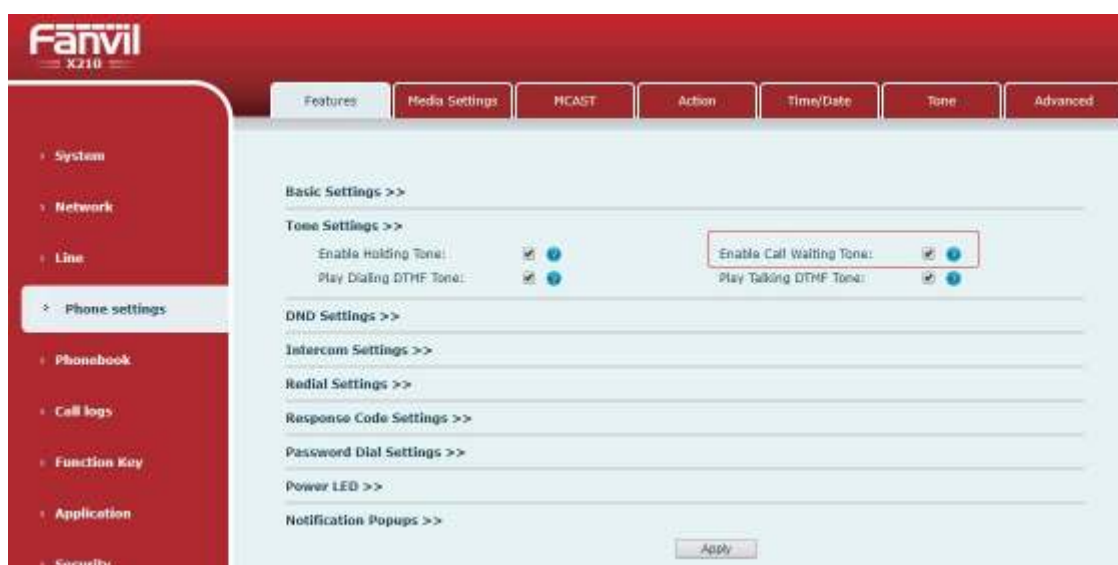 Fanvil
X210
Features Media Settings MCAST Action Time/Date Tone Advanced
System
Network
Line
Phone settings
Phonebook
Call logs
Function Key
Application
Security
Basic Settings >>
Tone Settings >>
Enable Holding Tone: Enable Call Waiting Tone:
Play Dialing DTMF Tone: Play Talking DTMF Tone:
DND Settings >>
Intercom Settings >>
Redial Settings >>
Response Code Settings >>
Password Dial Settings >>
Power LED >>
Notification Popups >>
Apply